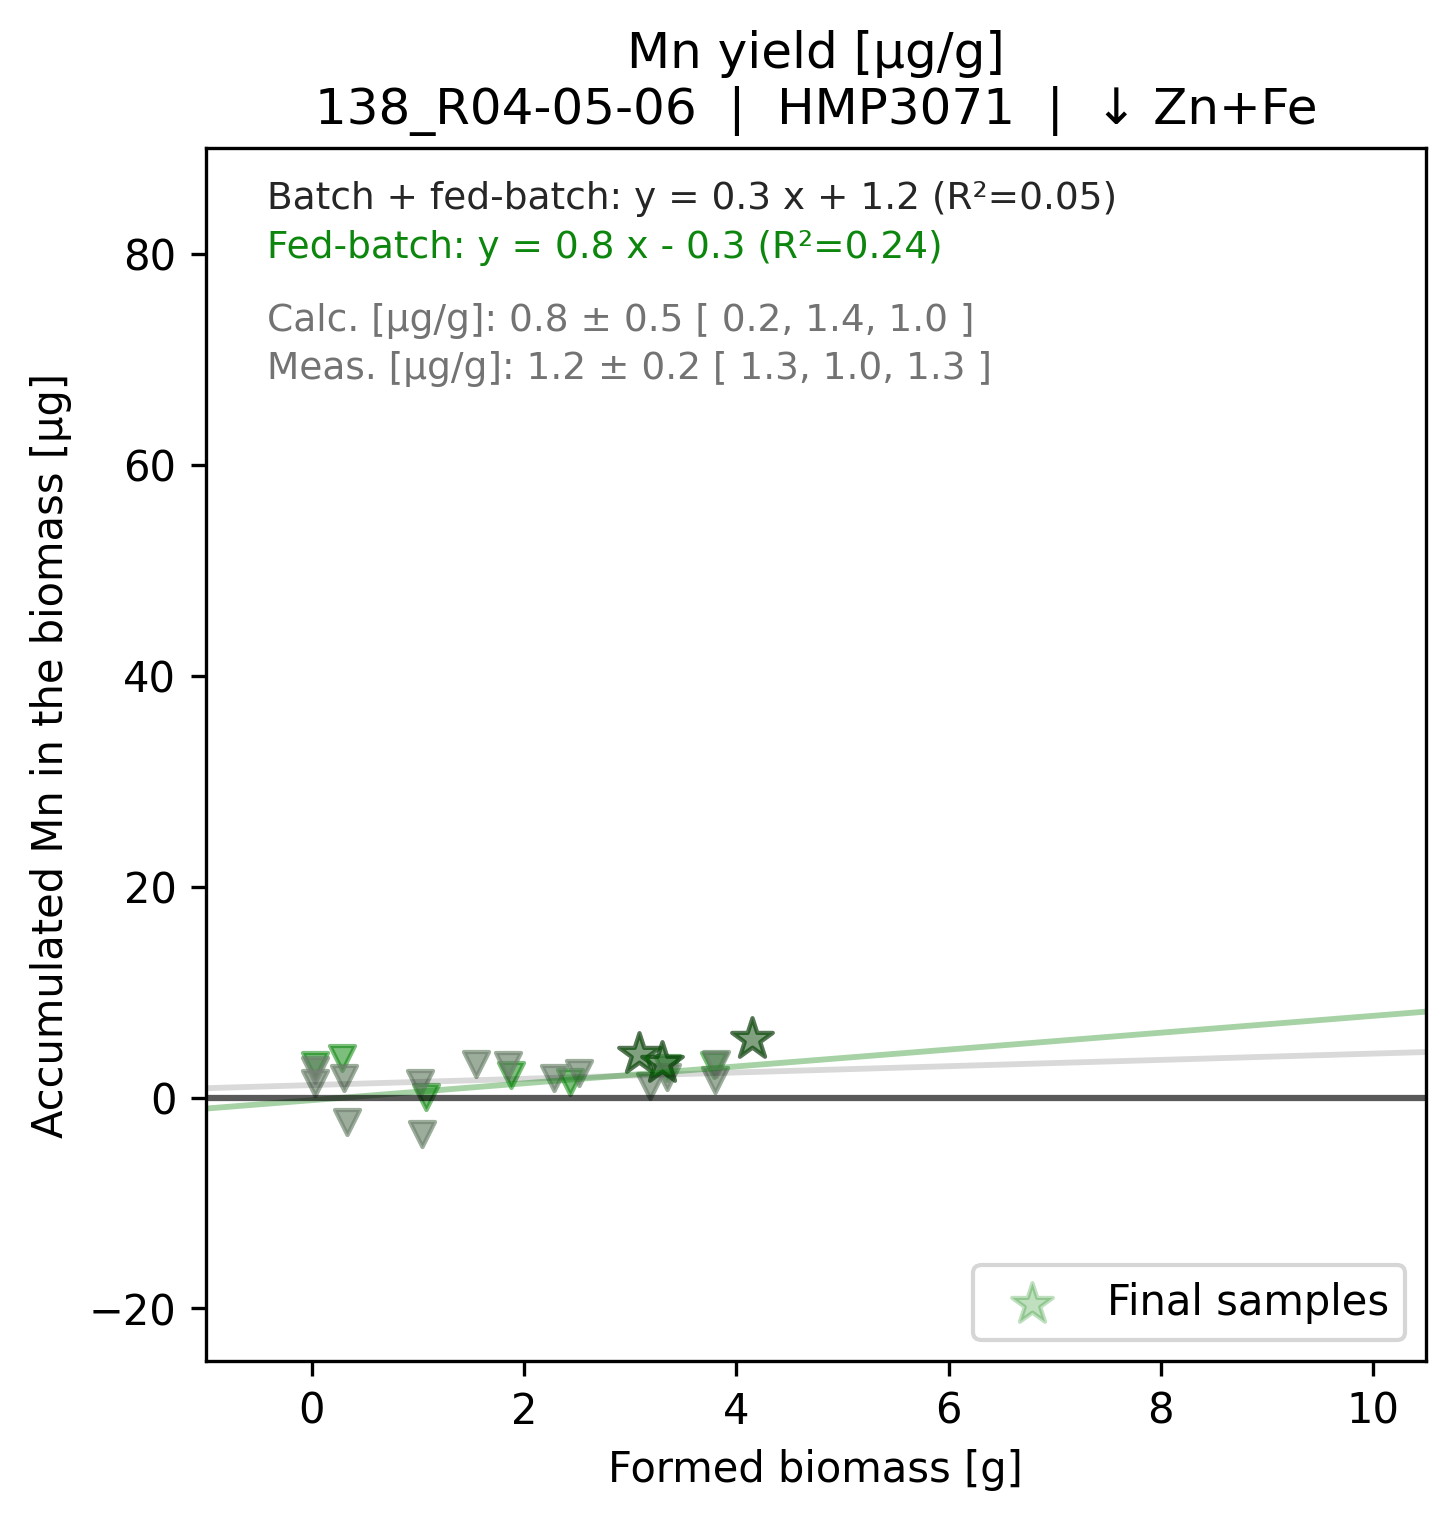 Mn yield [µg/g]
138_R04-05-06 | HMP3071 | ↓ Zn+Fe
Batch + fed-batch: y = 0.3 x + 1.2 (R²=0.05)
Fed-batch: y = 0.8 x - 0.3 (R²=0.24)
Calc. [µg/g]: 0.8 ± 0.5 [ 0.2, 1.4, 1.0 ]
Meas. [µg/g]: 1.2 ± 0.2 [ 1.3, 1.0, 1.3 ]
Accumulated Mn in the biomass [µg]
80
60
40
20
0
−20
Final samples
0 2 4 6 8 10
Formed biomass [g]